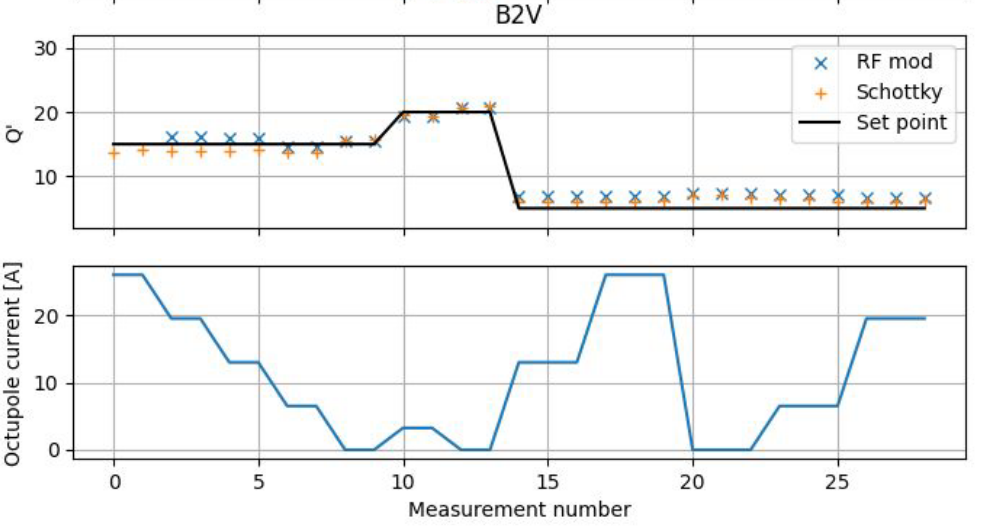 B2V
30
20
10
Q'
RF mod
Schottky
Set point
20
10
0
Octupole current [A]
0 5 10 15 20 25
Measurement number